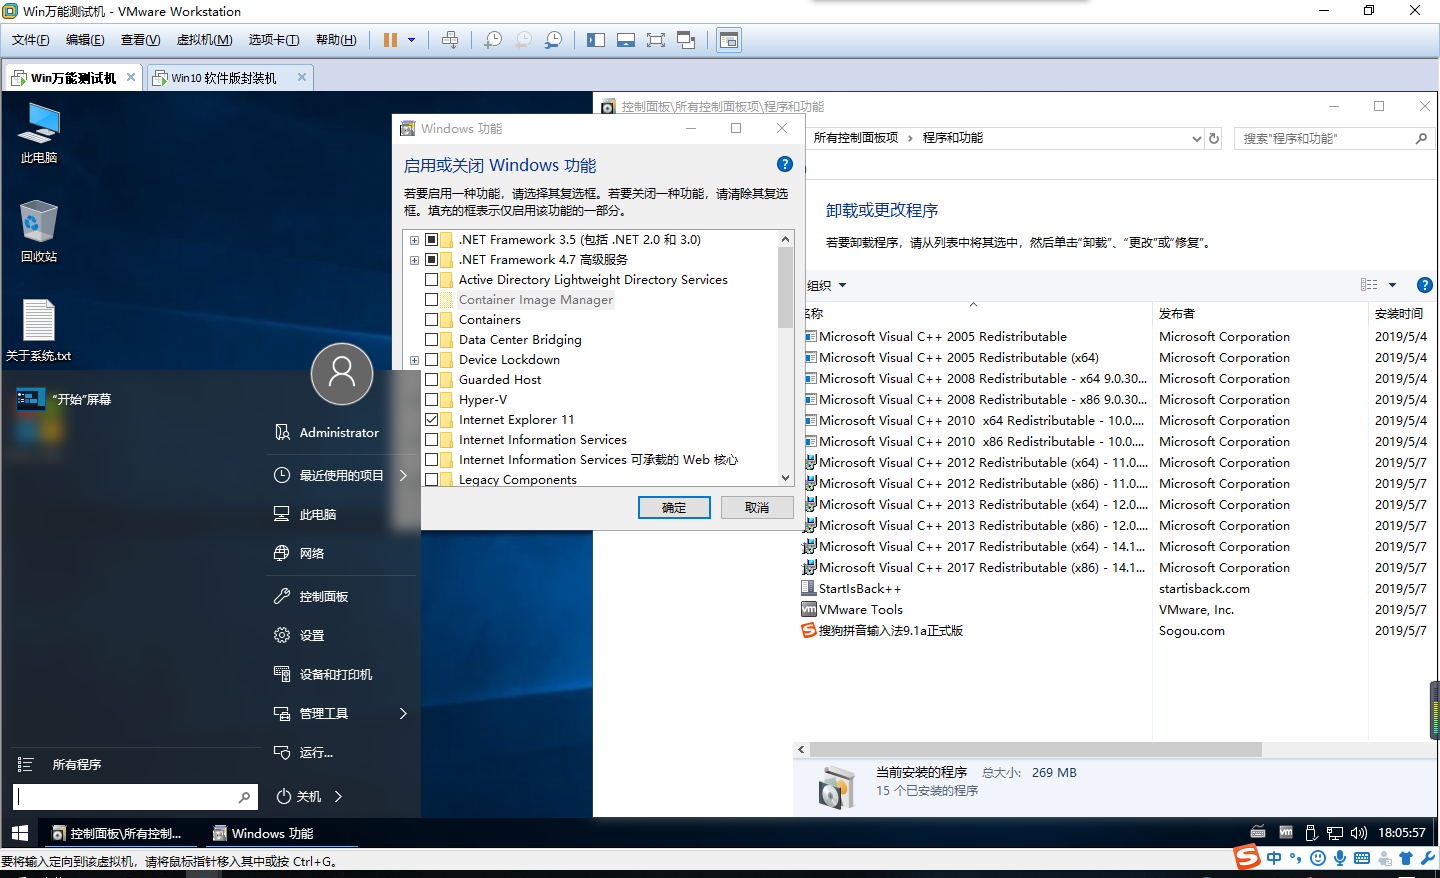 Win万能测试机 - VMware Workstation
文件(F) 编辑(E) 查看(V) 虚拟机(M) 选项卡(T) 帮助(H)
Win万能测试机
Win10 软件版封装机
此电脑
回收站
关于系统.txt
控制面板\所有控制面板项\程序和功能
所有控制面板项 › 程序和功能
搜索"程序和功能"
卸载或更改程序
若要卸载程序，请从列表中将其选中，然后单击“卸载”、“更改”或“修复”。
组织
名称 发布者 安装时间
Microsoft Visual C++ 2005 Redistributable Microsoft Corporation 2019/5/4
Microsoft Visual C++ 2005 Redistributable (x64) Microsoft Corporation 2019/5/4
Microsoft Visual C++ 2008 Redistributable - x64 9.0.30... Microsoft Corporation 2019/5/4
Microsoft Visual C++ 2008 Redistributable - x86 9.0.30... Microsoft Corporation 2019/5/4
Microsoft Visual C++ 2010 x64 Redistributable - 10.0.... Microsoft Corporation 2019/5/4
Microsoft Visual C++ 2010 x86 Redistributable - 10.0.... Microsoft Corporation 2019/5/4
Microsoft Visual C++ 2012 Redistributable (x64) - 11.0.... Microsoft Corporation 2019/5/7
Microsoft Visual C++ 2012 Redistributable (x86) - 11.0.... Microsoft Corporation 2019/5/7
Microsoft Visual C++ 2013 Redistributable (x64) - 12.0.... Microsoft Corporation 2019/5/7
Microsoft Visual C++ 2013 Redistributable (x86) - 12.0.... Microsoft Corporation 2019/5/7
Microsoft Visual C++ 2017 Redistributable (x64) - 14.1... Microsoft Corporation 2019/5/7
Microsoft Visual C++ 2017 Redistributable (x86) - 14.1... Microsoft Corporation 2019/5/7
StartIsBack++ startisback.com 2019/5/7
VMware Tools VMware, Inc. 2019/5/7
搜狗拼音输入法9.1a正式版 Sogou.com 2019/5/7
当前安装的程序 总大小: 269 MB
15 个已安装的程序
Windows 功能
启用或关闭 Windows 功能
若要启用一种功能，请选择其复选框。若要关闭一种功能，请清除其复选
框。填充的框表示仅启用该功能的一部分。
.NET Framework 3.5 (包括 .NET 2.0 和 3.0)
.NET Framework 4.7 高级服务
Active Directory Lightweight Directory Services
Container Image Manager
Containers
Data Center Bridging
Device Lockdown
Guarded Host
Hyper-V
Internet Explorer 11
Internet Information Services
Internet Information Services 可承载的 Web 核心
Legacy Components
确定 取消
“开始”屏幕
Administrator
最近使用的项目
此电脑
网络
控制面板
设置
设备和打印机
管理工具
运行...
所有程序
关机
控制面板\所有控制...
Windows 功能
vm
18:05:57
要将输入定向到该虚拟机，请将鼠标指针移入其中或按 Ctrl+G。
中